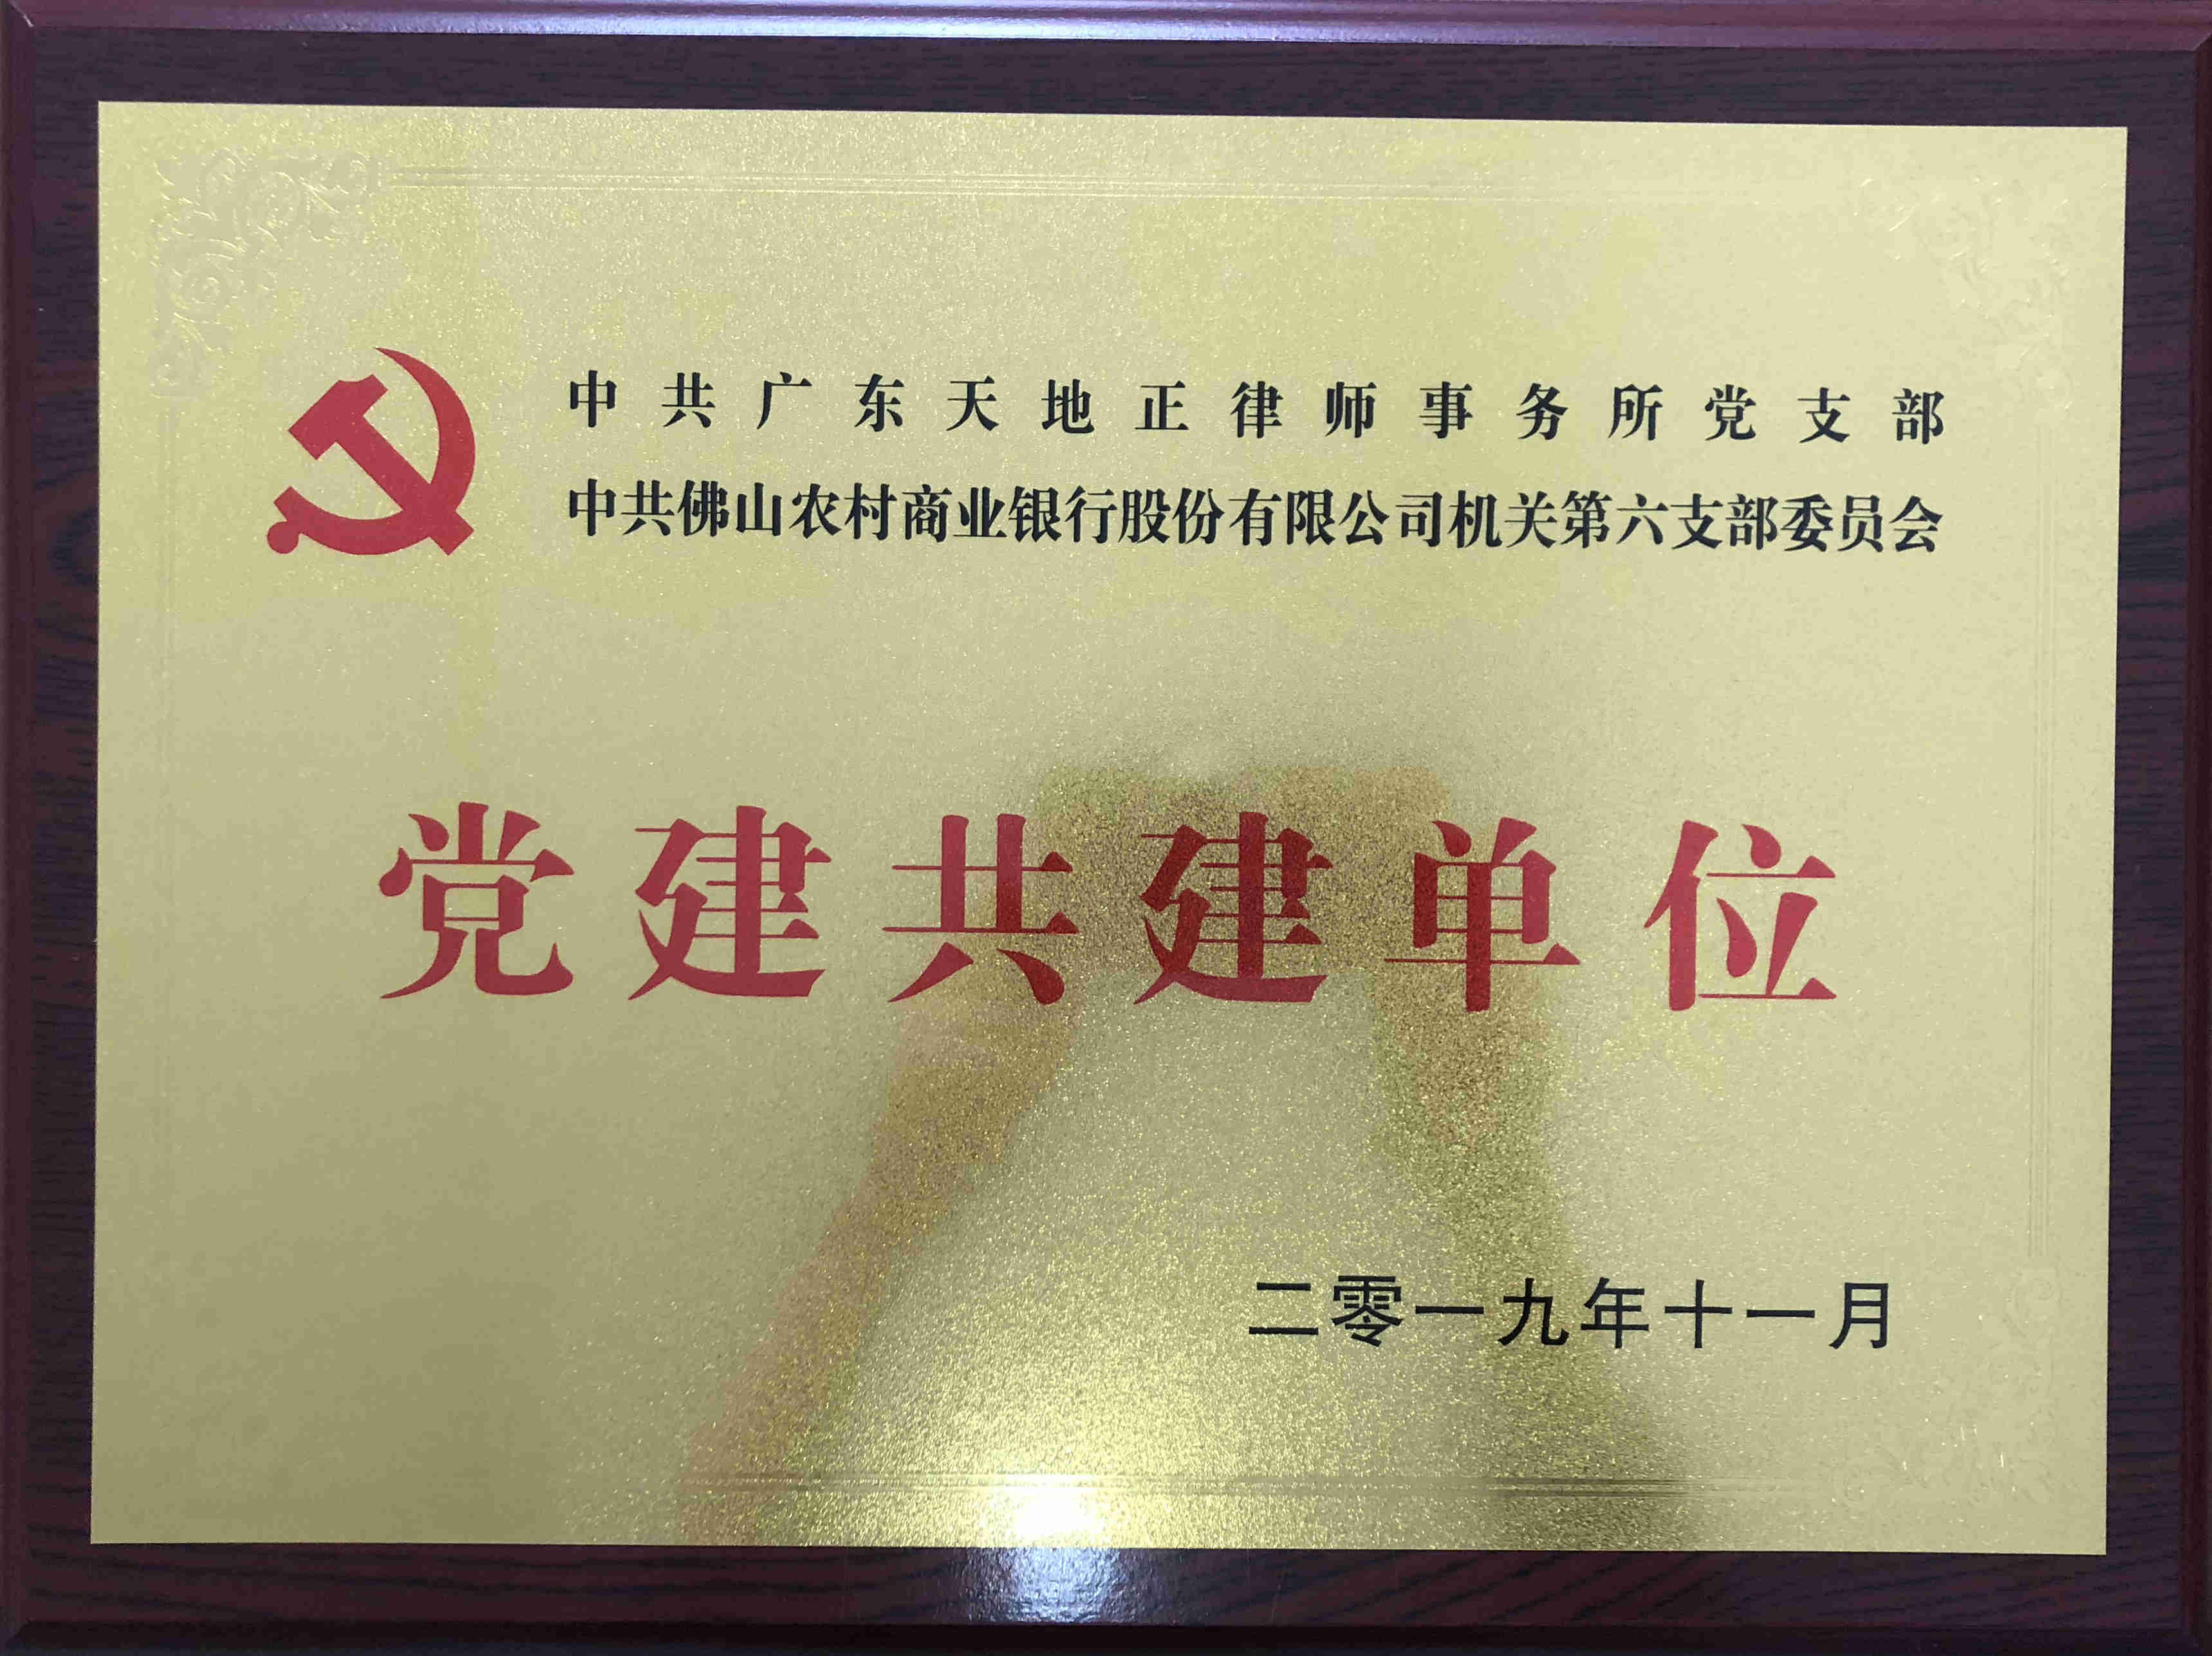 中共广东天地正律师事务所党支部
中共佛山农村商业银行股份有限公司机关第六支部委员会
党建共建单位
二零一九年十一月